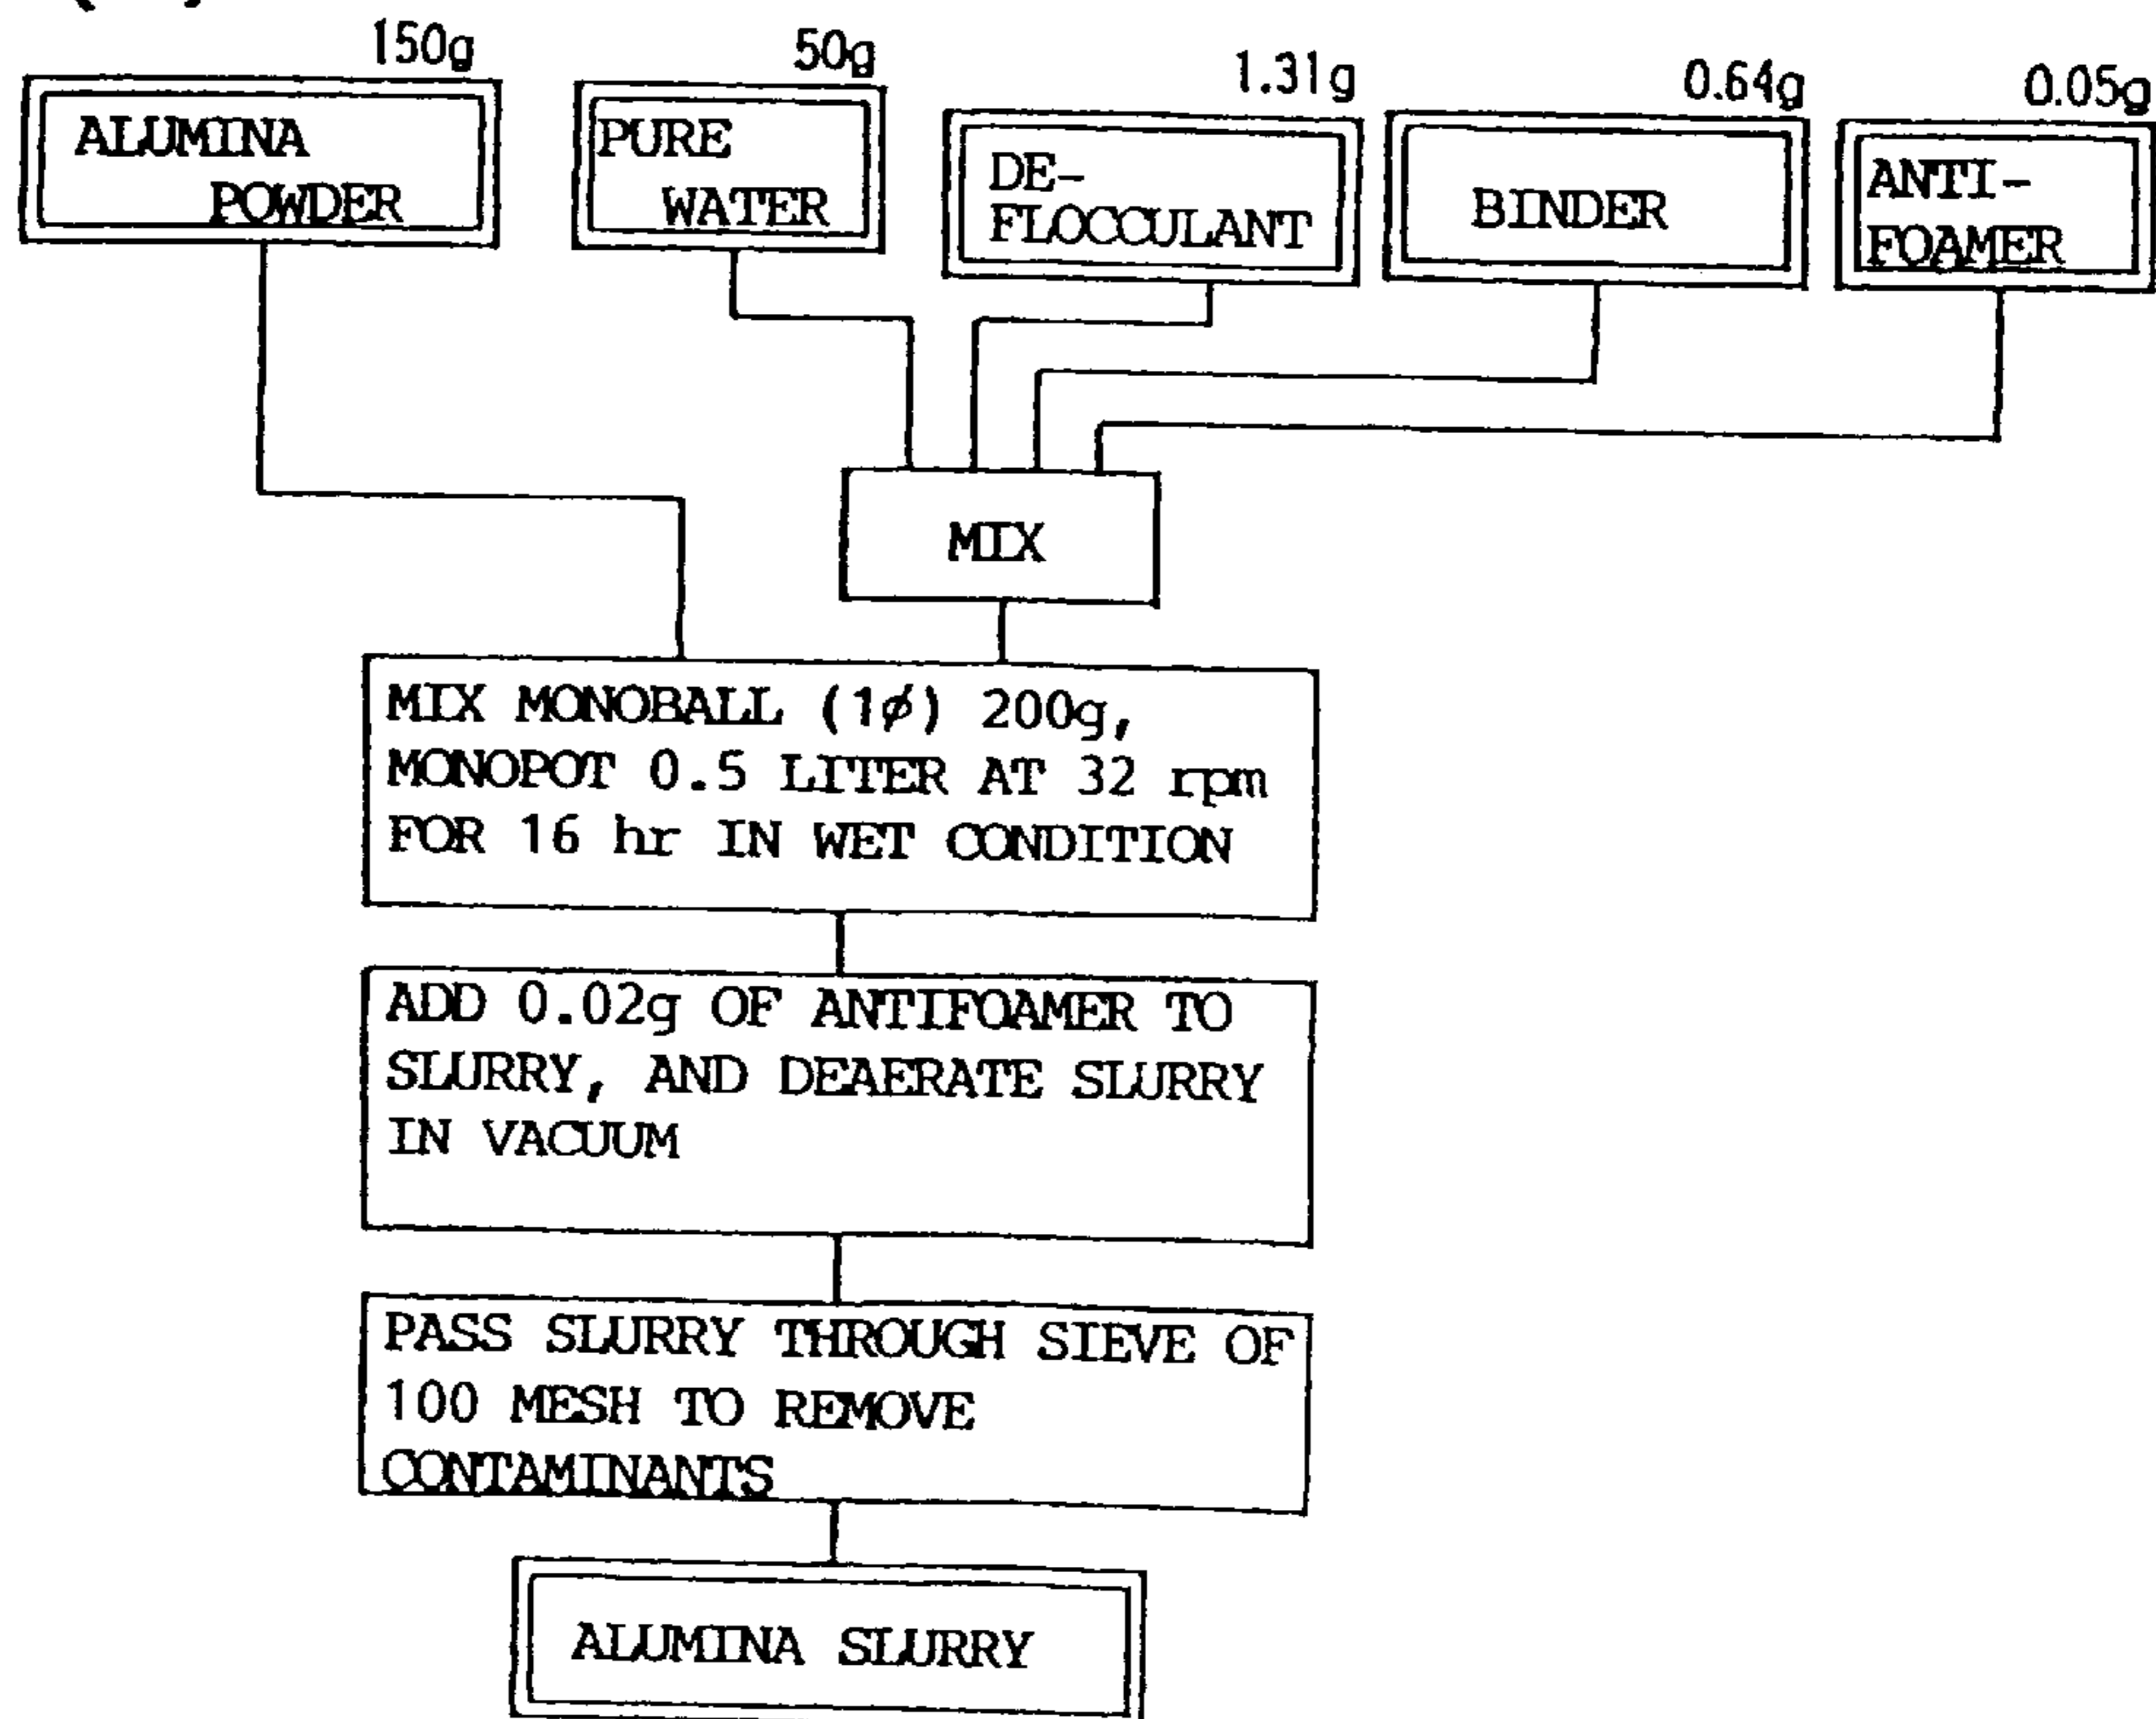 150g
ALUMINA
POWDER
50g
PURE
WATER
1.31g
DE-
FLOCCULANT
0.64g
BINDER
0.05g
ANTI-
FOAMER
MIX
MIX MONOBALL (1ø) 200g,
MONOPOT 0.5 LITER AT 32 rpm
FOR 16 hr IN WET CONDITION
ADD 0.02g OF ANTIFOAMER TO
SLURRY, AND DEAERATE SLURRY
IN VACUUM
PASS SLURRY THROUGH SIEVE OF
100 MESH TO REMOVE
CONTAMINANTS
ALUMINA SLURRY